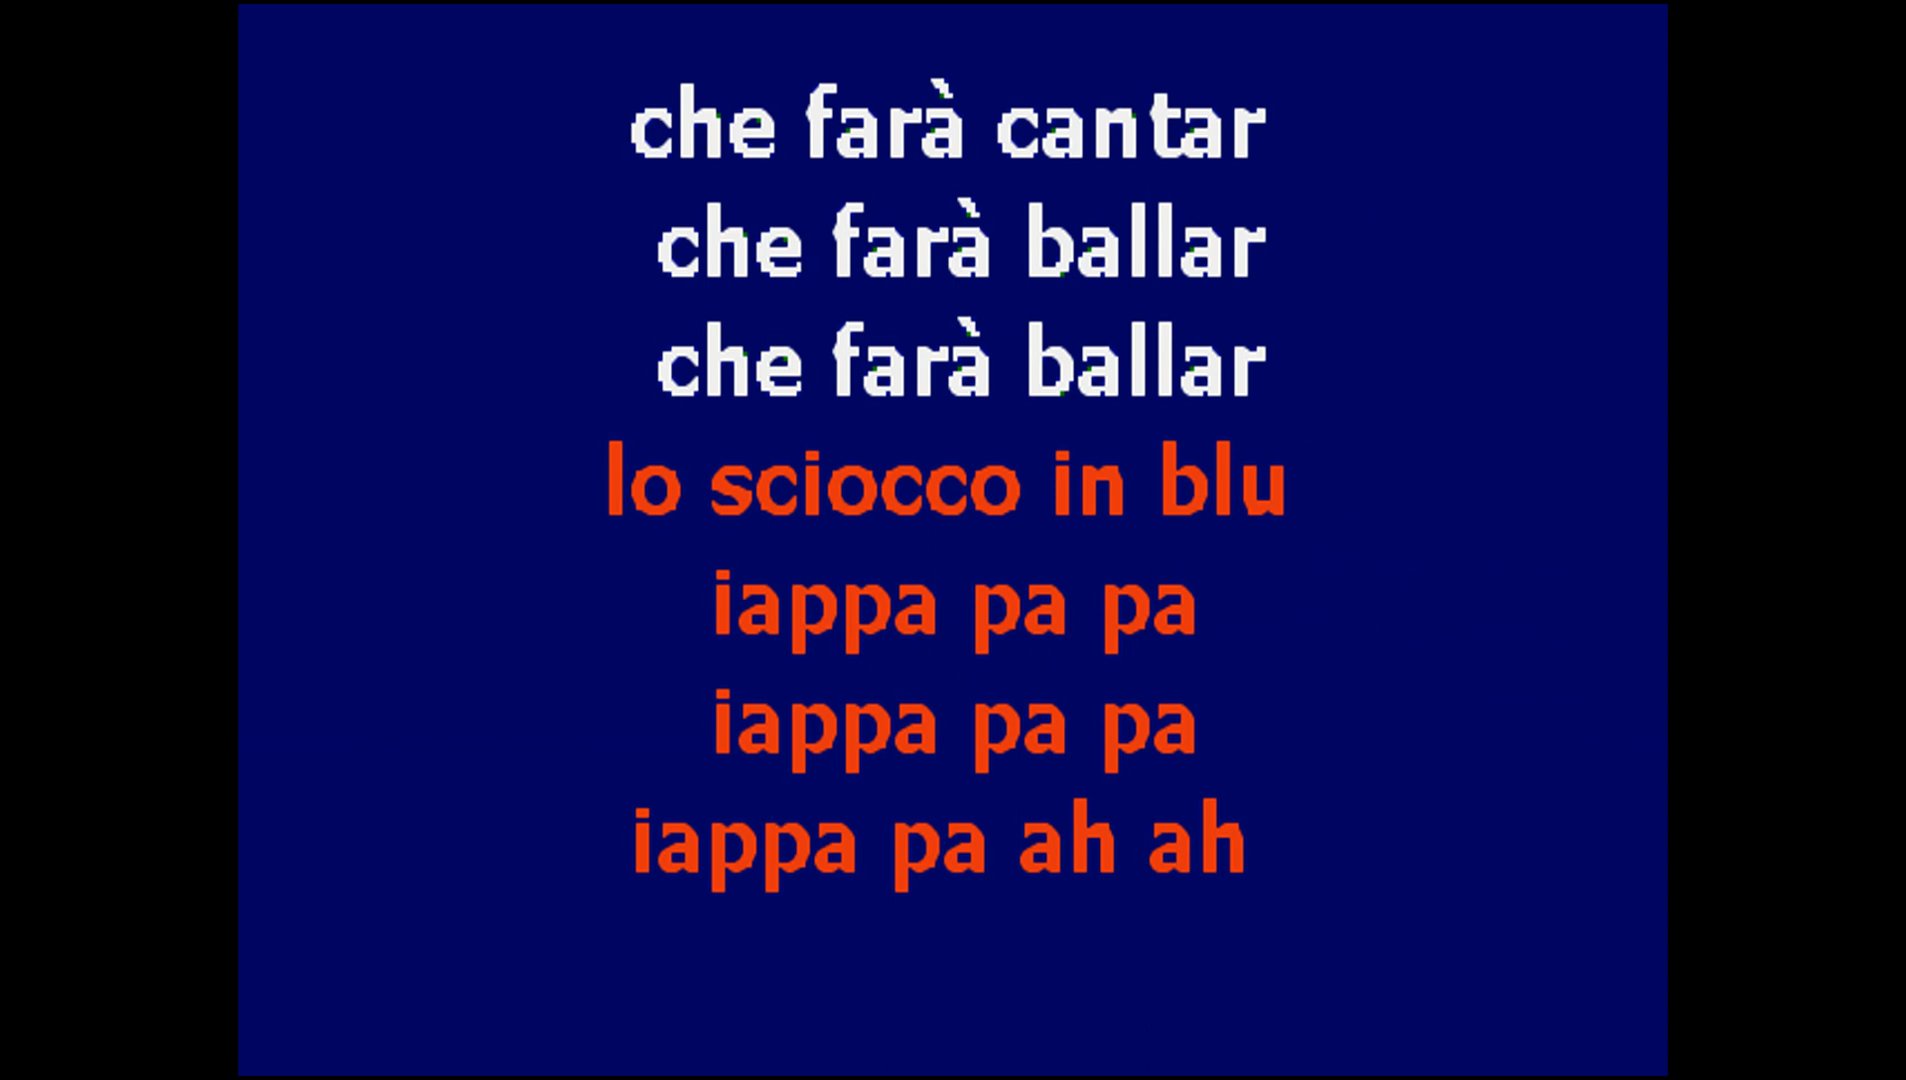 che farà cantar
che farà ballar
che farà ballar
lo sciocco in blu
iappa pa pa
iappa pa pa
iappa pa ah ah